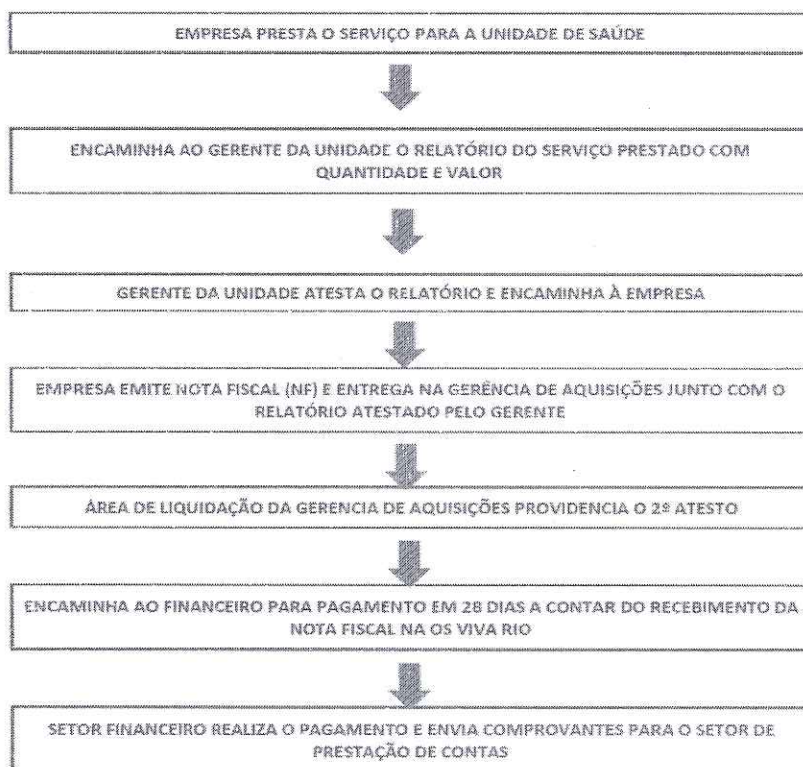 EMPRESA PRESTA O SERVIÇO PARA A UNIDADE DE SAÚDE
ENCAMINHA AO GERENTE DA UNIDADE O RELATÓRIO DO SERVIÇO PRESTADO COM
QUANTIDADE E VALOR
GERENTE DA UNIDADE ATESTA O RELATÓRIO E ENCAMINHA À EMPRESA
EMPRESA EMITE NOTA FISCAL (NF) E ENTREGA NA GERÊNCIA DE AQUISIÇÕES JUNTO COM O
RELATÓRIO ATESTADO PELO GERENTE
ÁREA DE LIQUIDAÇÃO DA GERENCIA DE AQUISIÇÕES PROVIDENCIA O 2º ATESTO
ENCAMINHA AO FINANCEIRO PARA PAGAMENTO EM 28 DIAS A CONTAR DO RECEBIMENTO DA
NOTA FISCAL NA OS VIVA RIO
SETOR FINANCEIRO REALIZA O PAGAMENTO E ENVIA COMPROVANTES PARA O SETOR DE
PRESTAÇÃO DE CONTAS